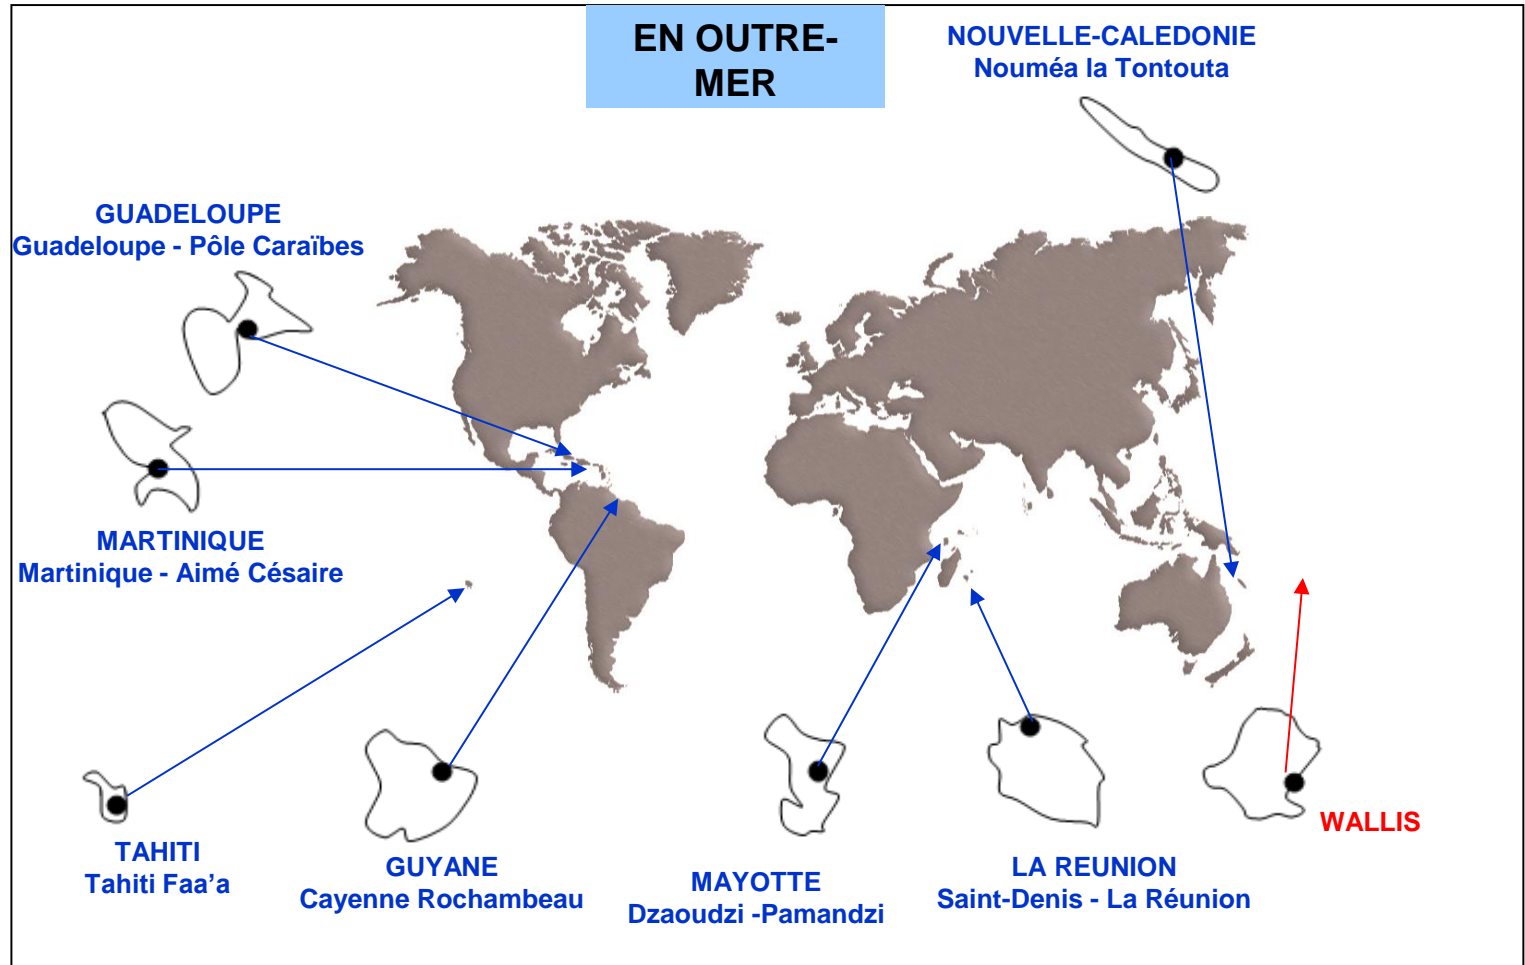 EN OUTRE-
MER
NOUVELLE-CALEDONIE
Nouméa la Tontouta
GUADELOUPE
Guadeloupe - Pôle Caraïbes
MARTINIQUE
Martinique - Aimé Césaire
TAHITI
Tahiti Faa’a
GUYANE
Cayenne Rochambeau
MAYOTTE
Dzaoudzi -Pamandzi
LA REUNION
Saint-Denis - La Réunion
WALLIS